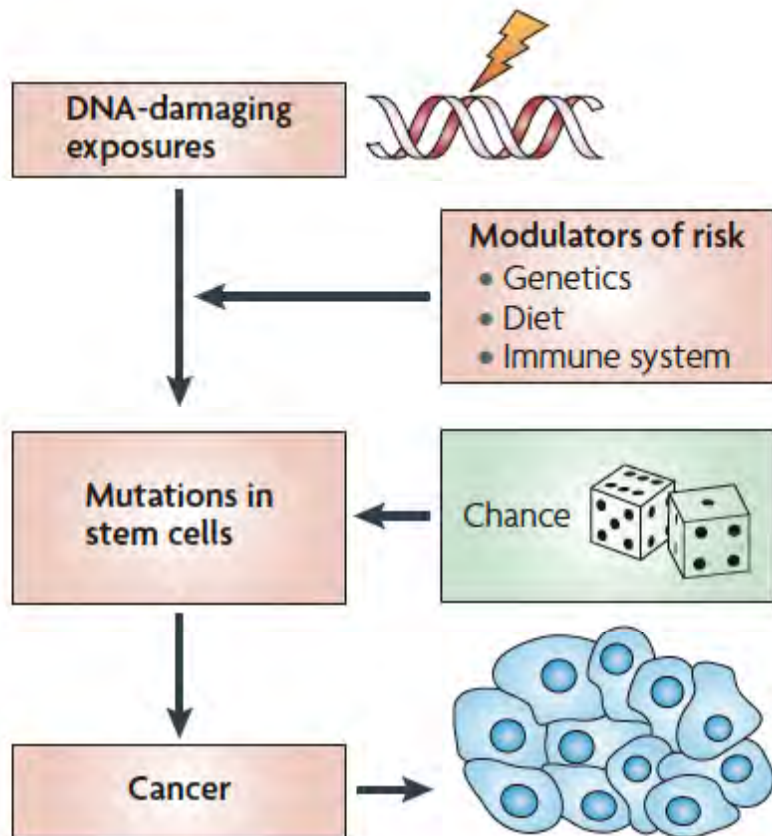 DNA-damaging
exposures
Modulators of risk
• Genetics
• Diet
• Immune system
Mutations in
stem cells
Chance
Cancer